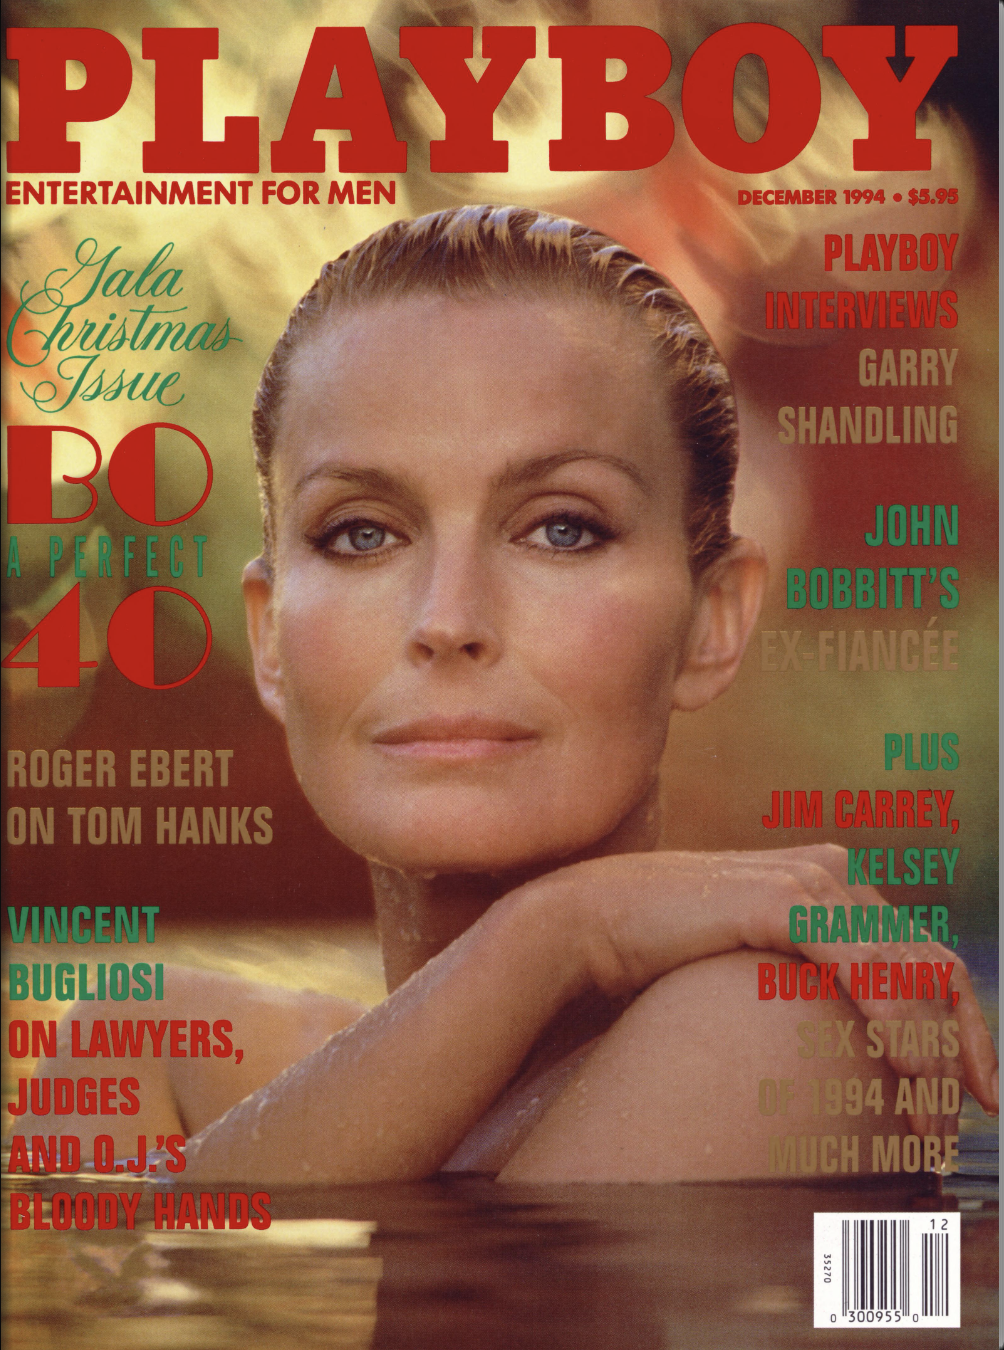 PLAYBOY
ENTERTAINMENT FOR MEN
DECEMBER 1994 • $5.95
Gala
Christmas
Issue
BO
A PERFECT
40
ROGER EBERT
ON TOM HANKS
VINCENT
BUGLIOSI
ON LAWYERS,
JUDGES
AND O.J.'S
BLOODY HANDS
PLAYBOY
INTERVIEWS
GARRY
SHANDLING
JOHN
BOBBITT'S
EX-FIANCÉE
PLUS
JIM CARREY,
KELSEY
GRAMMER,
BUCK HENRY,
SEX STARS
OF 1994 AND
MUCH MORE
12
35270
0 300955 0